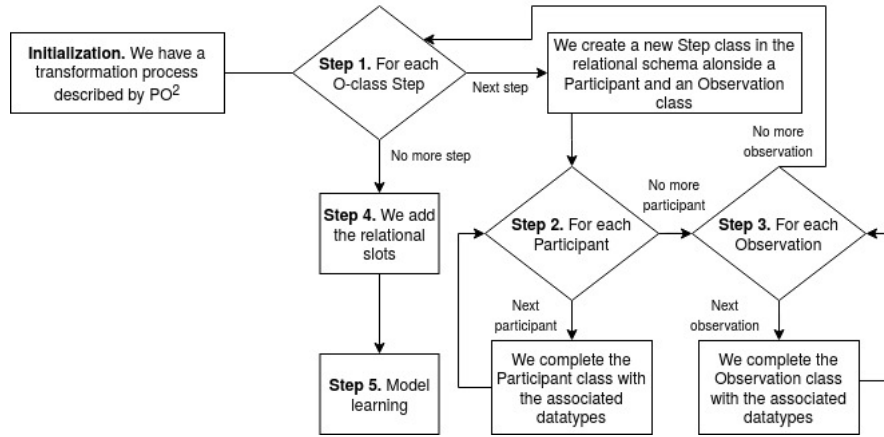 Initialization. We have a
transformation process
described by PO²
Step 1. For each
O-class Step
Next step
We create a new Step class in the
relational schema alonside a
Participant and an Observation
class
No more step
No more
observation
Step 4. We add
the relational
slots
Step 2. For each
Participant
No more
participant
Step 3. For each
Observation
Next
participant
Next
observation
Step 5. Model
learning
We complete the
Participant class with
the associated
datatypes
We complete the
Observation class
with the associated
datatypes